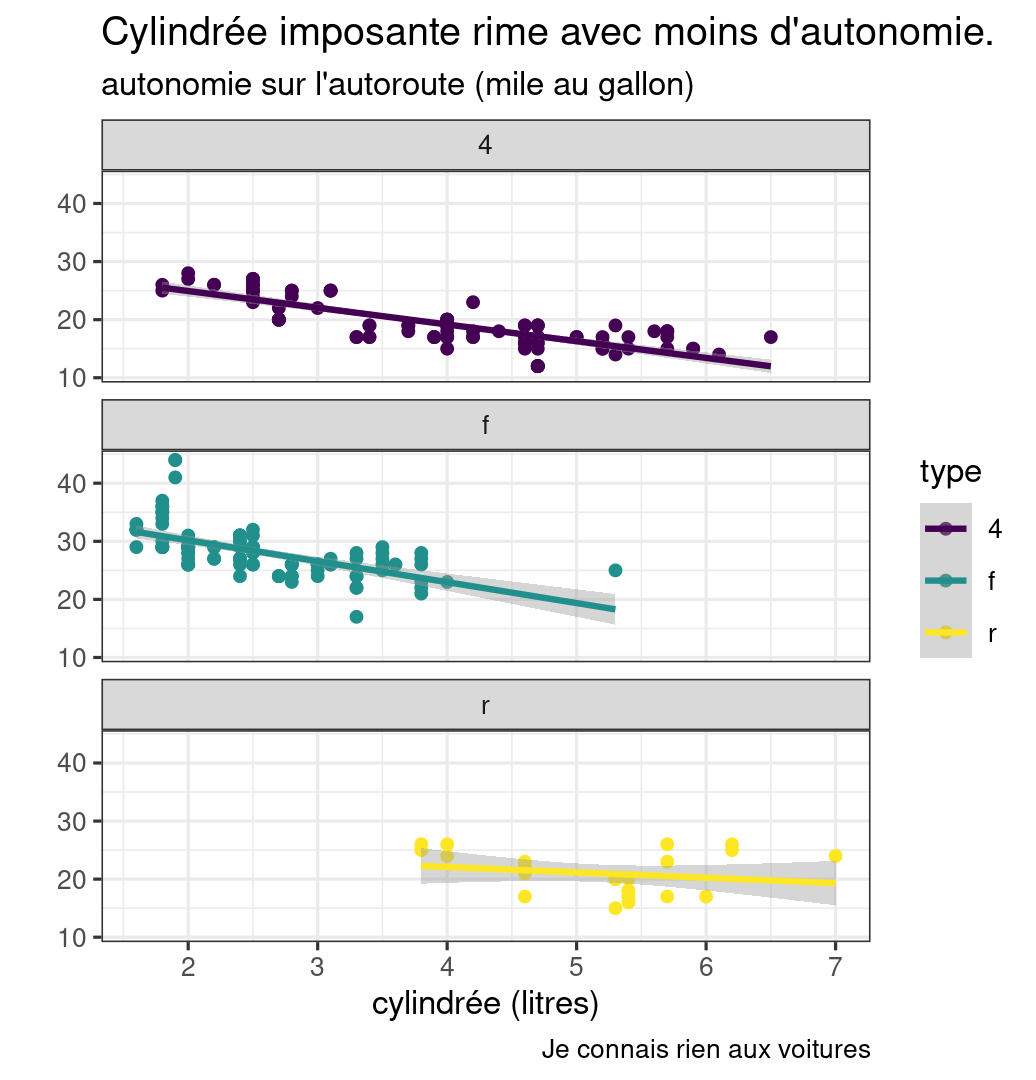 Cylindrée imposante rime avec moins d'autonomie.
autonomie sur l'autoroute (mile au gallon)
4
40
30
20
10
f
40
30
20
10
r
40
30
20
10
2 3 4 5 6 7
cylindrée (litres)
type
4
f
r
Je connais rien aux voitures